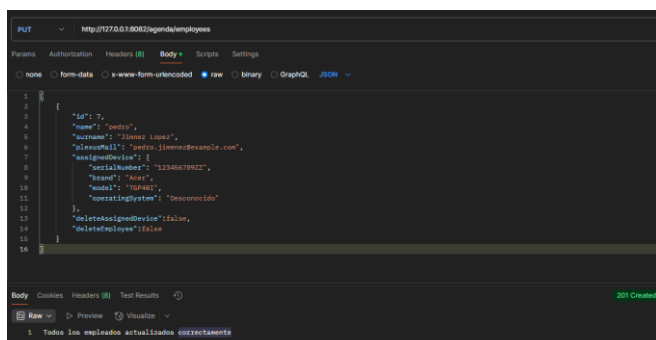 PUT http://127.0.0.1:8082/agenda/employees
Params Authorization Headers (8) Body Scripts Settings
none form-data x-www-form-urlencoded raw binary GraphQL JSON
1 [
2 {
3 "id": 7,
4 "name": "pedro",
5 "surname": "Jimnez Lopez",
6 "plexusMail": "pedro.jimenez@example.com",
7 "assignedDevice": {
8 "serialNumber": "123456789ZZ",
9 "brand": "Acer",
10 "model": "TGP48I",
11 "operatingSystem": "Desconocido"
12 },
13 "deleteAssignedDevice":false,
14 "deleteEmployee":false
15 }
16 ]
Body Cookies Headers (8) Test Results 201 Created
Raw Preview Visualize
1 Todos los empleados actualizados correctamente